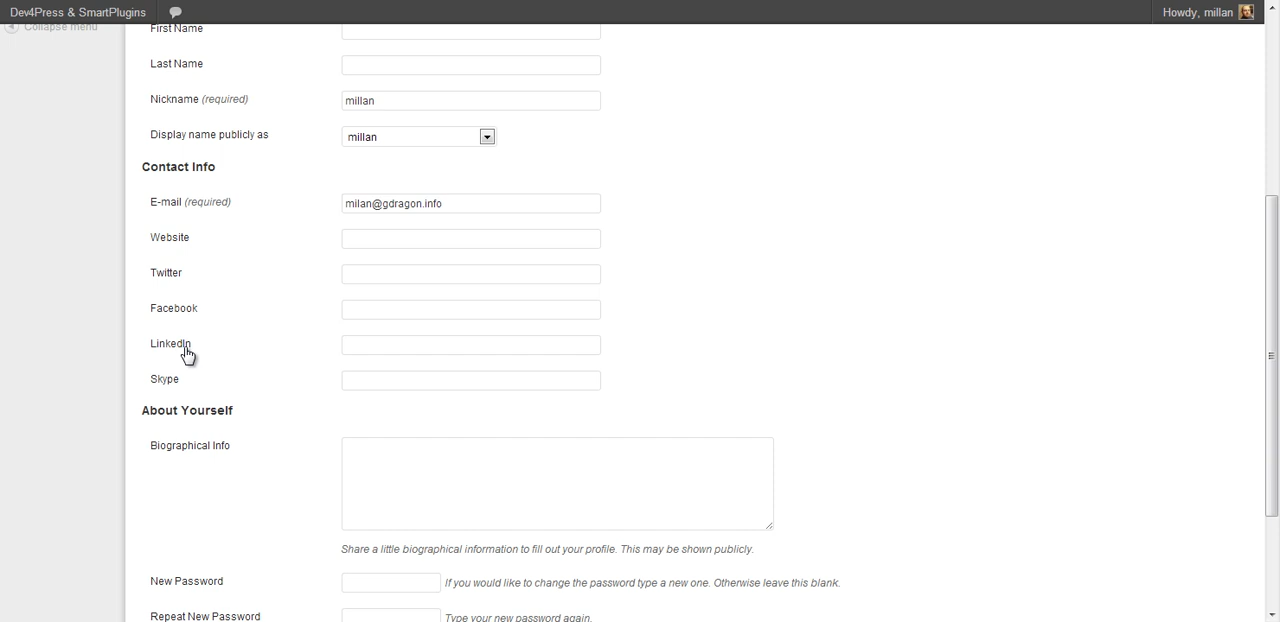 Dev4Press & SmartPlugins
Howdy, millan
Collapse menu
First Name
Last Name
Nickname (required) millan
Display name publicly as millan
Contact Info
E-mail (required) milan@gdragon.info
Website
Twitter
Facebook
LinkedIn
Skype
About Yourself
Biographical Info
Share a little biographical information to fill out your profile. This may be shown publicly.
New Password If you would like to change the password type a new one. Otherwise leave this blank.
Repeat New Password Type your new password again.